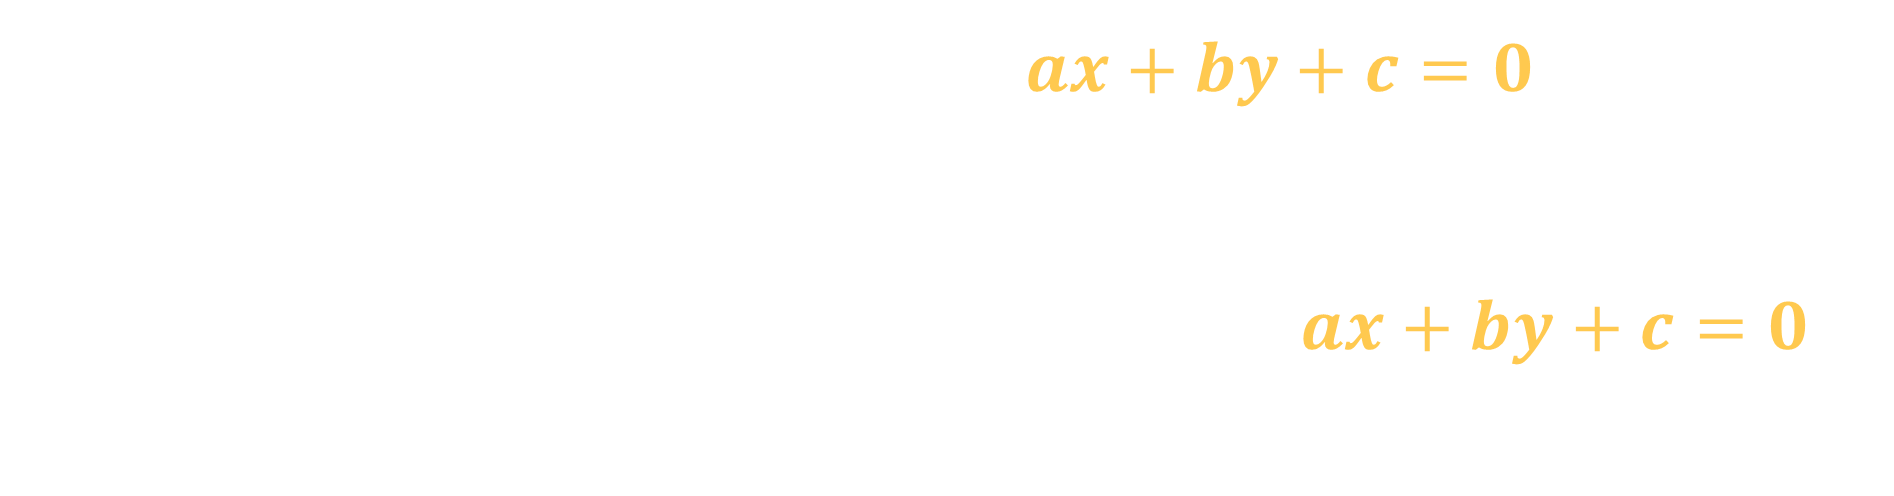 ax + by + c = 0
ax + by + c = 0